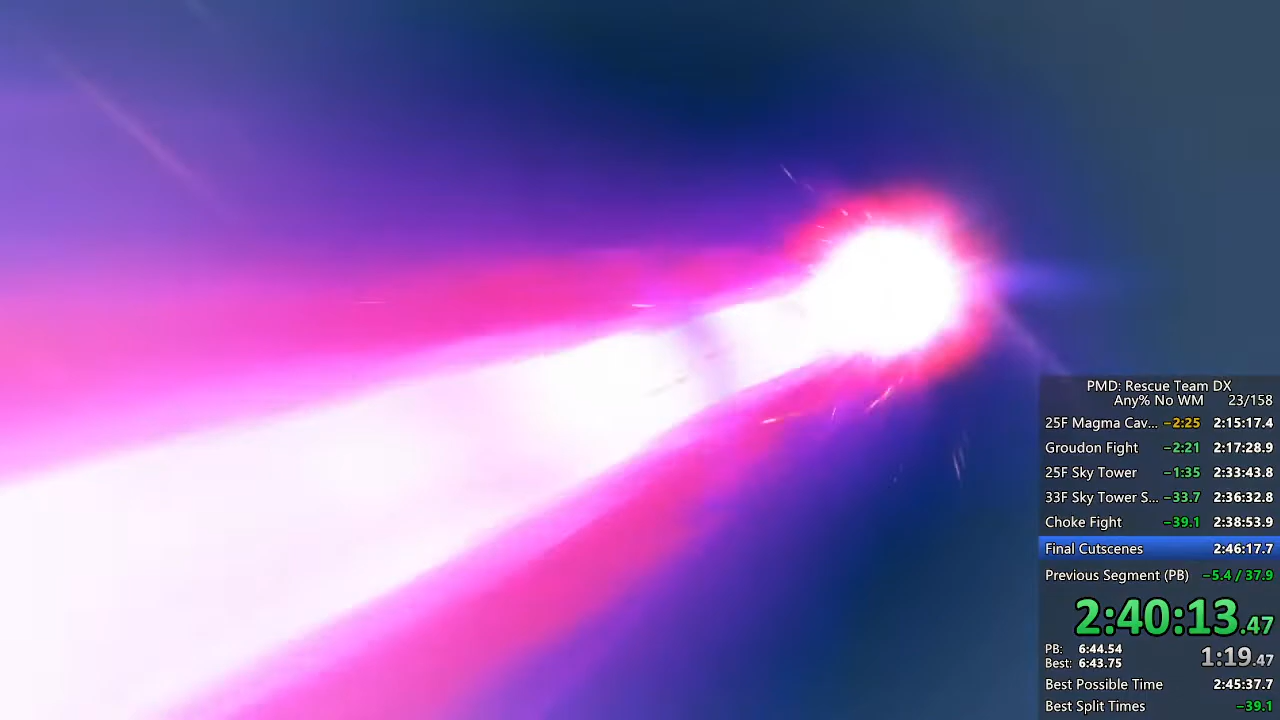 PMD: Rescue Team DX
Any% No WM 23/158
25F Magma Cav... −2:25 2:15:17.4
Groudon Fight −2:21 2:17:28.9
25F Sky Tower −1:35 2:33:43.8
33F Sky Tower S... −33.7 2:36:32.8
Choke Fight −39.1 2:38:53.9
Final Cutscenes 2:46:17.7
Previous Segment (PB) −5.4 / 37.9
2:40:13.47
PB: 6:44.54
Best: 6:43.75
1:19.47
Best Possible Time 2:45:37.7
Best Split Times −39.1